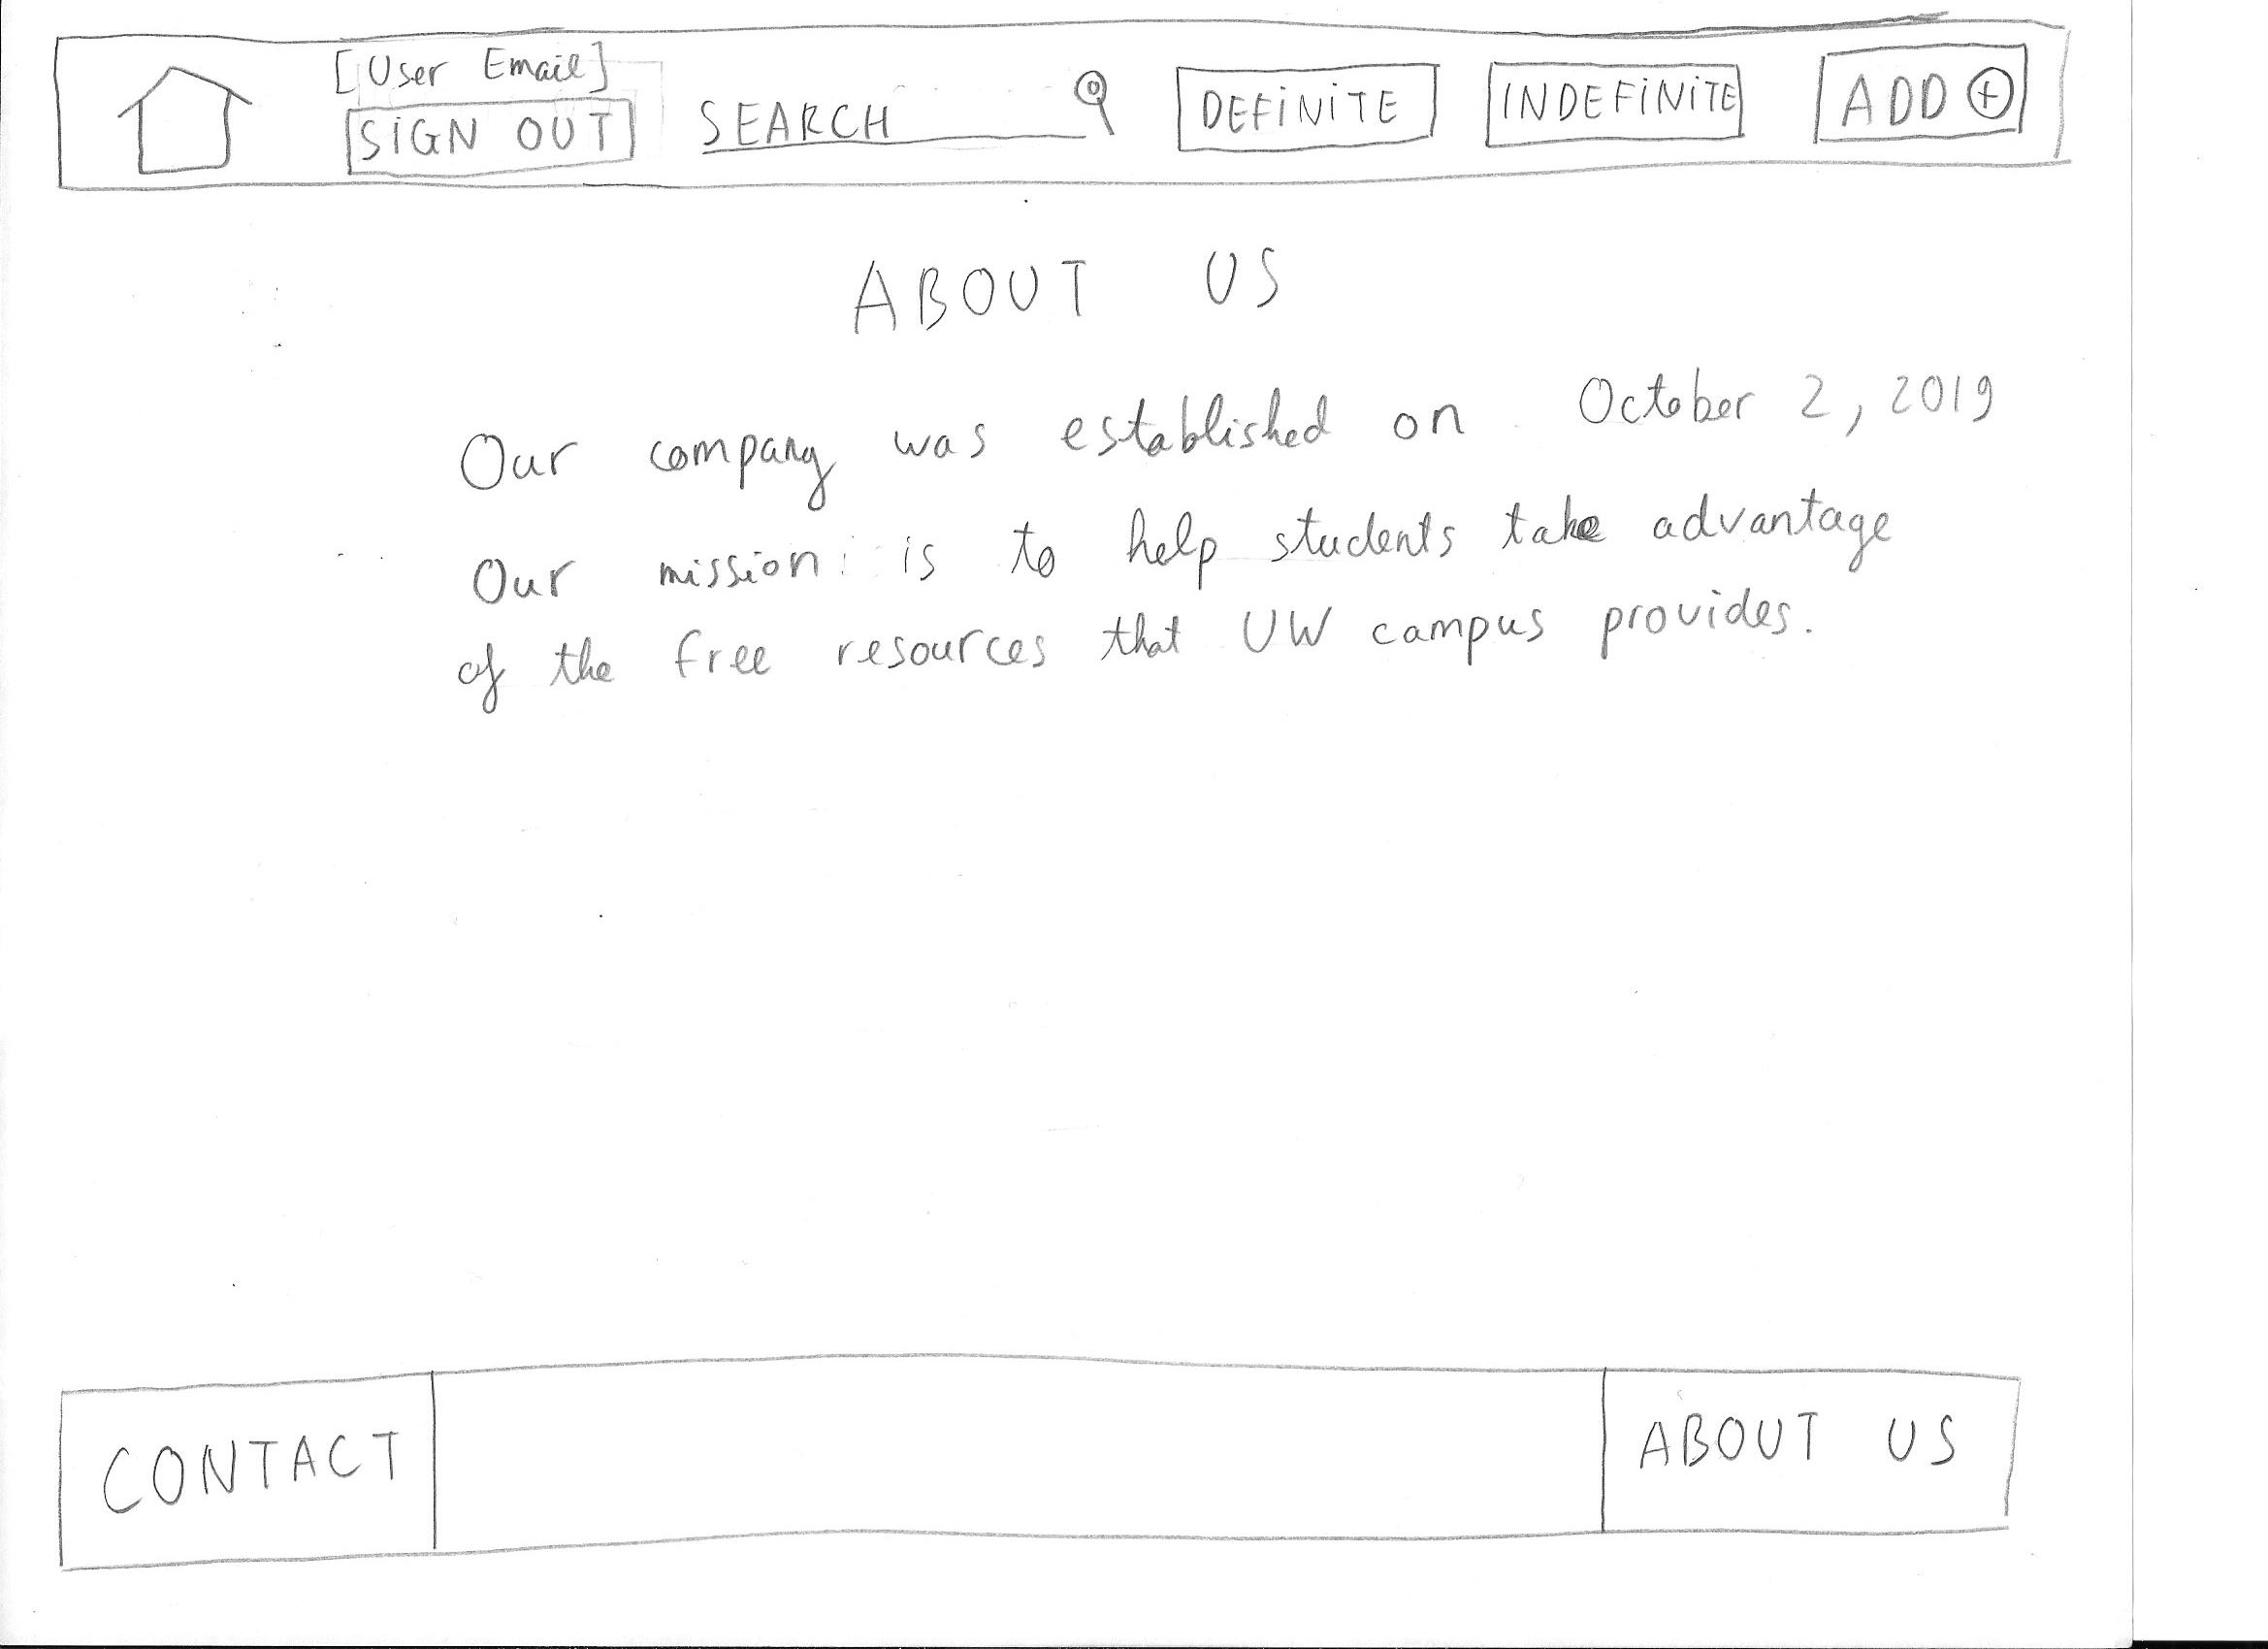 [User Email]
SIGN OUT
SEARCH
DEFINITE
INDEFINITE
ADD +
ABOUT US
Our company was established on October 2, 2019
Our mission is to help students take advantage
of the free resources that UW campus provides.
CONTACT
ABOUT US